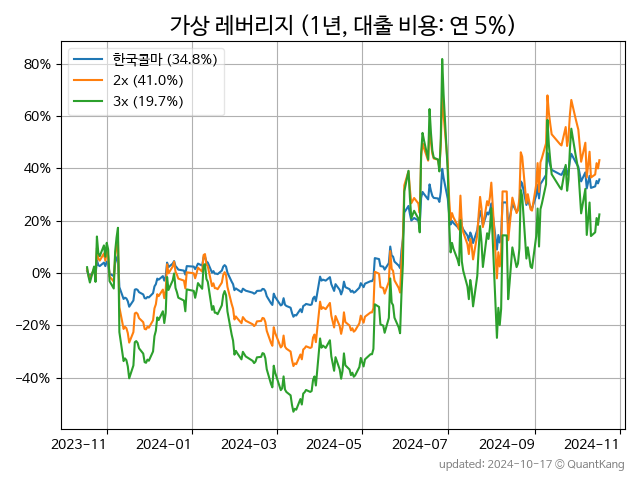 가상 레버리지 (1년, 대출 비용: 연 5%)
한국콜마 (34.8%)
2x (41.0%)
3x (19.7%)
80%
60%
40%
20%
0%
−20%
−40%
2023-11
2024-01
2024-03
2024-05
2024-07
2024-09
2024-11
updated: 2024-10-17 © QuantKang